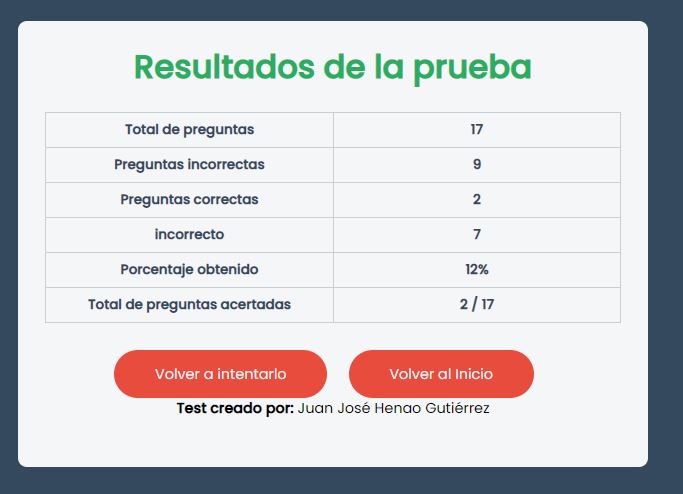 Resultados de la prueba
Total de preguntas 17
Preguntas incorrectas 9
Preguntas correctas 2
incorrecto 7
Porcentaje obtenido 12%
Total de preguntas acertadas 2 / 17
Volver a intentarlo Volver al Inicio
Test creado por: Juan José Henao Gutiérrez